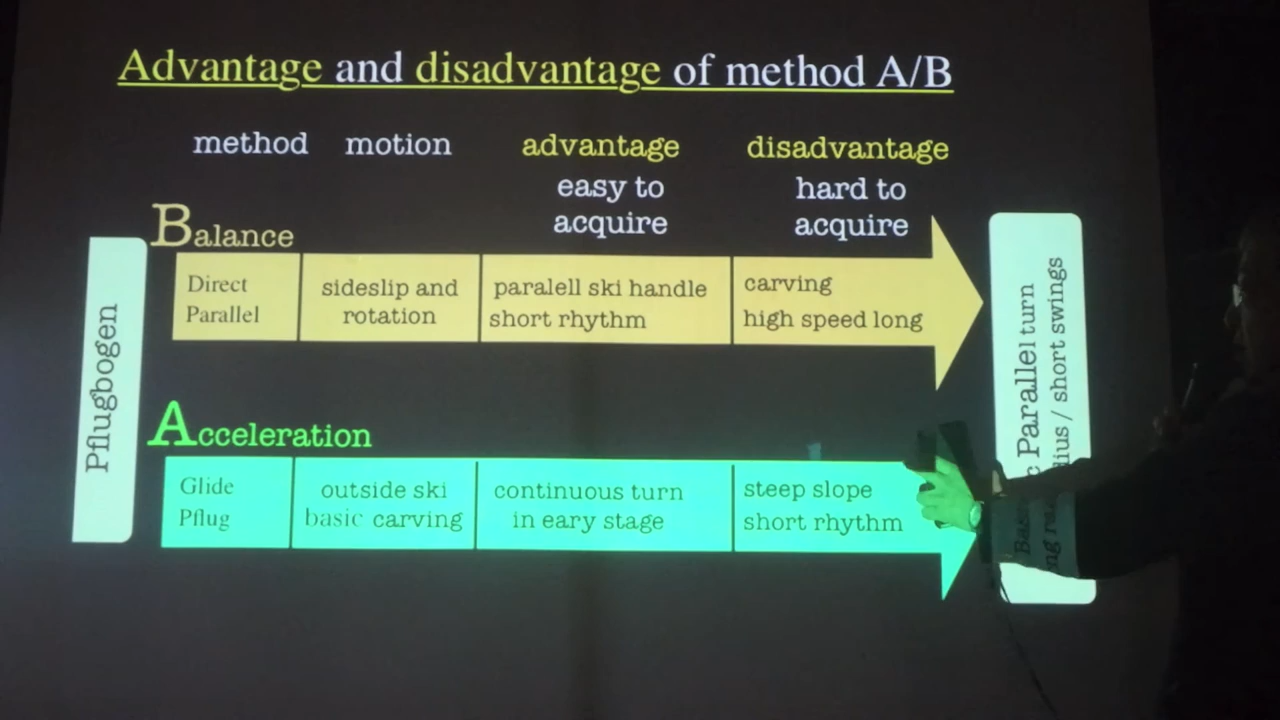 Advantage and disadvantage of method A/B
method motion advantage disadvantage
easy to acquire
hard to acquire
Balance
Direct Parallel
sideslip and rotation
paralell ski handle
short rhythm
carving
high speed long
Pflugbogen
Acceleration
Glide Pflug
outside ski
basic carving
continuous turn
in eary stage
steep slope
short rhythm
Parallel turn
/ short swings